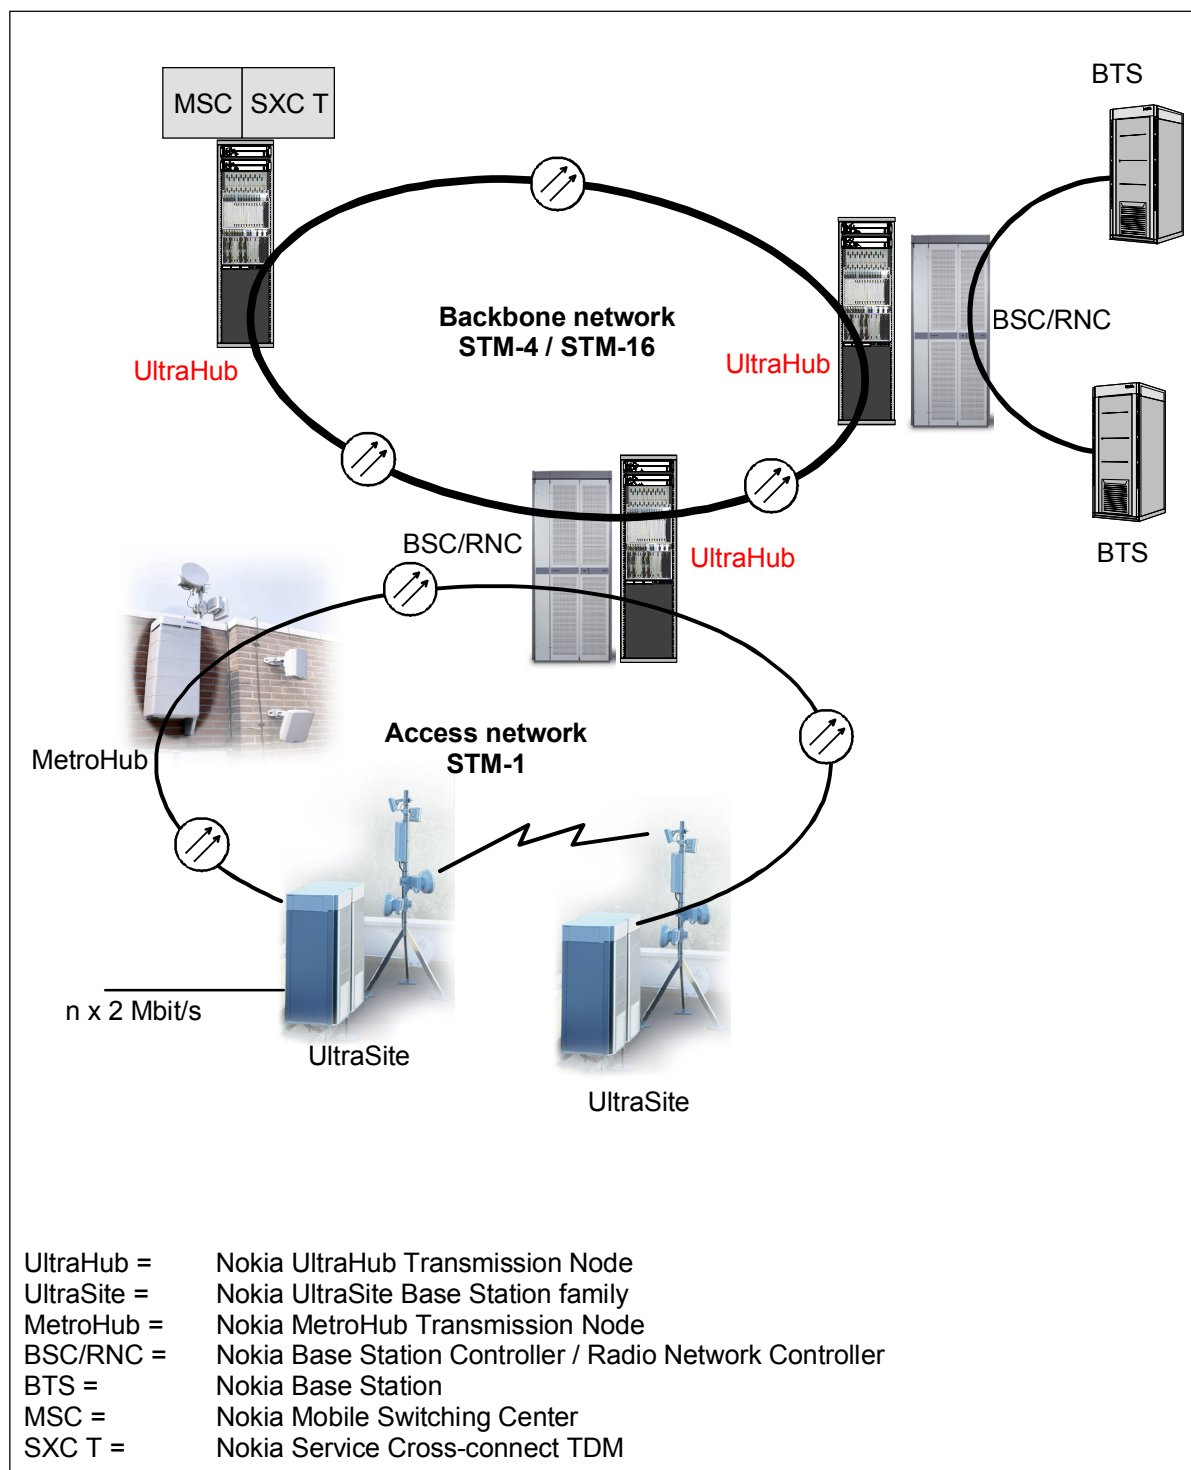 BTS
MSC SXC T
Backbone network
STM-4 / STM-16
BSC/RNC
UltraHub
UltraHub
BSC/RNC
UltraHub
BTS
Access network
STM-1
MetroHub
n x 2 Mbit/s
UltraSite
UltraSite
UltraHub = Nokia UltraHub Transmission Node
UltraSite = Nokia UltraSite Base Station family
MetroHub = Nokia MetroHub Transmission Node
BSC/RNC = Nokia Base Station Controller / Radio Network Controller
BTS = Nokia Base Station
MSC = Nokia Mobile Switching Center
SXC T = Nokia Service Cross-connect TDM